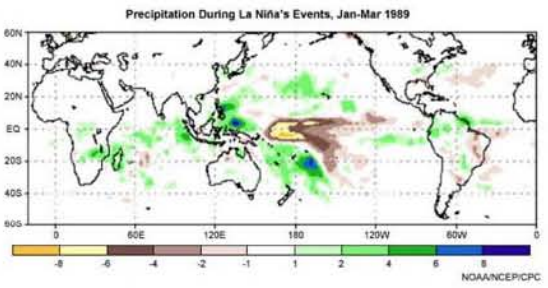 Precipitation During La Niña's Events, Jan-Mar 1989
60N
40N
20N
EQ
20S
40S
60S
0 60E 120E 180 120W 60W 0
-8 -6 -4 -2 -1 1 2 4 6 8
NOAA/NCEP/CPC